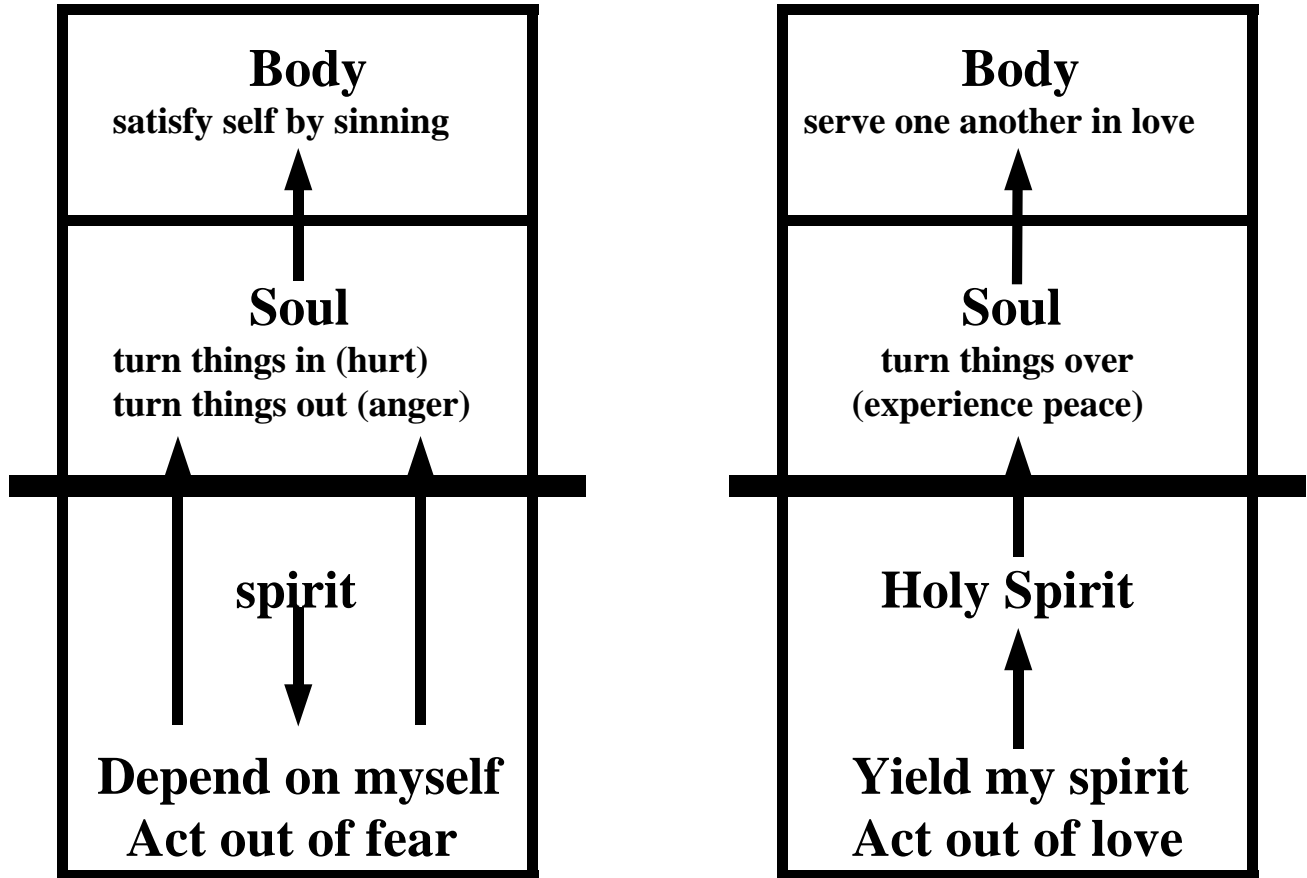 Body
satisfy self by sinning
Soul
turn things in (hurt)
turn things out (anger)
spirit
Depend on myself
Act out of fear
Body
serve one another in love
Soul
turn things over
(experience peace)
Holy Spirit
Yield my spirit
Act out of love